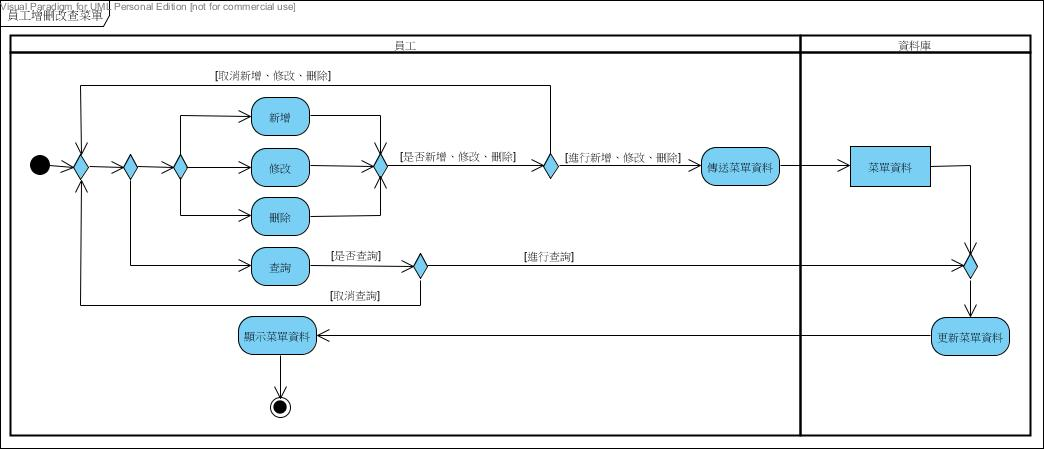 Visual Paradigm for UML Personal Edition [not for commercial use]
員工增刪改查菜單
員工
資料庫
[取消新增、修改、刪除]
新增
[是否新增、修改、刪除]
[進行新增、修改、刪除]
修改
傳送菜單資料
菜單資料
刪除
[是否查詢]
[進行查詢]
查詢
[取消查詢]
顯示菜單資料
更新菜單資料